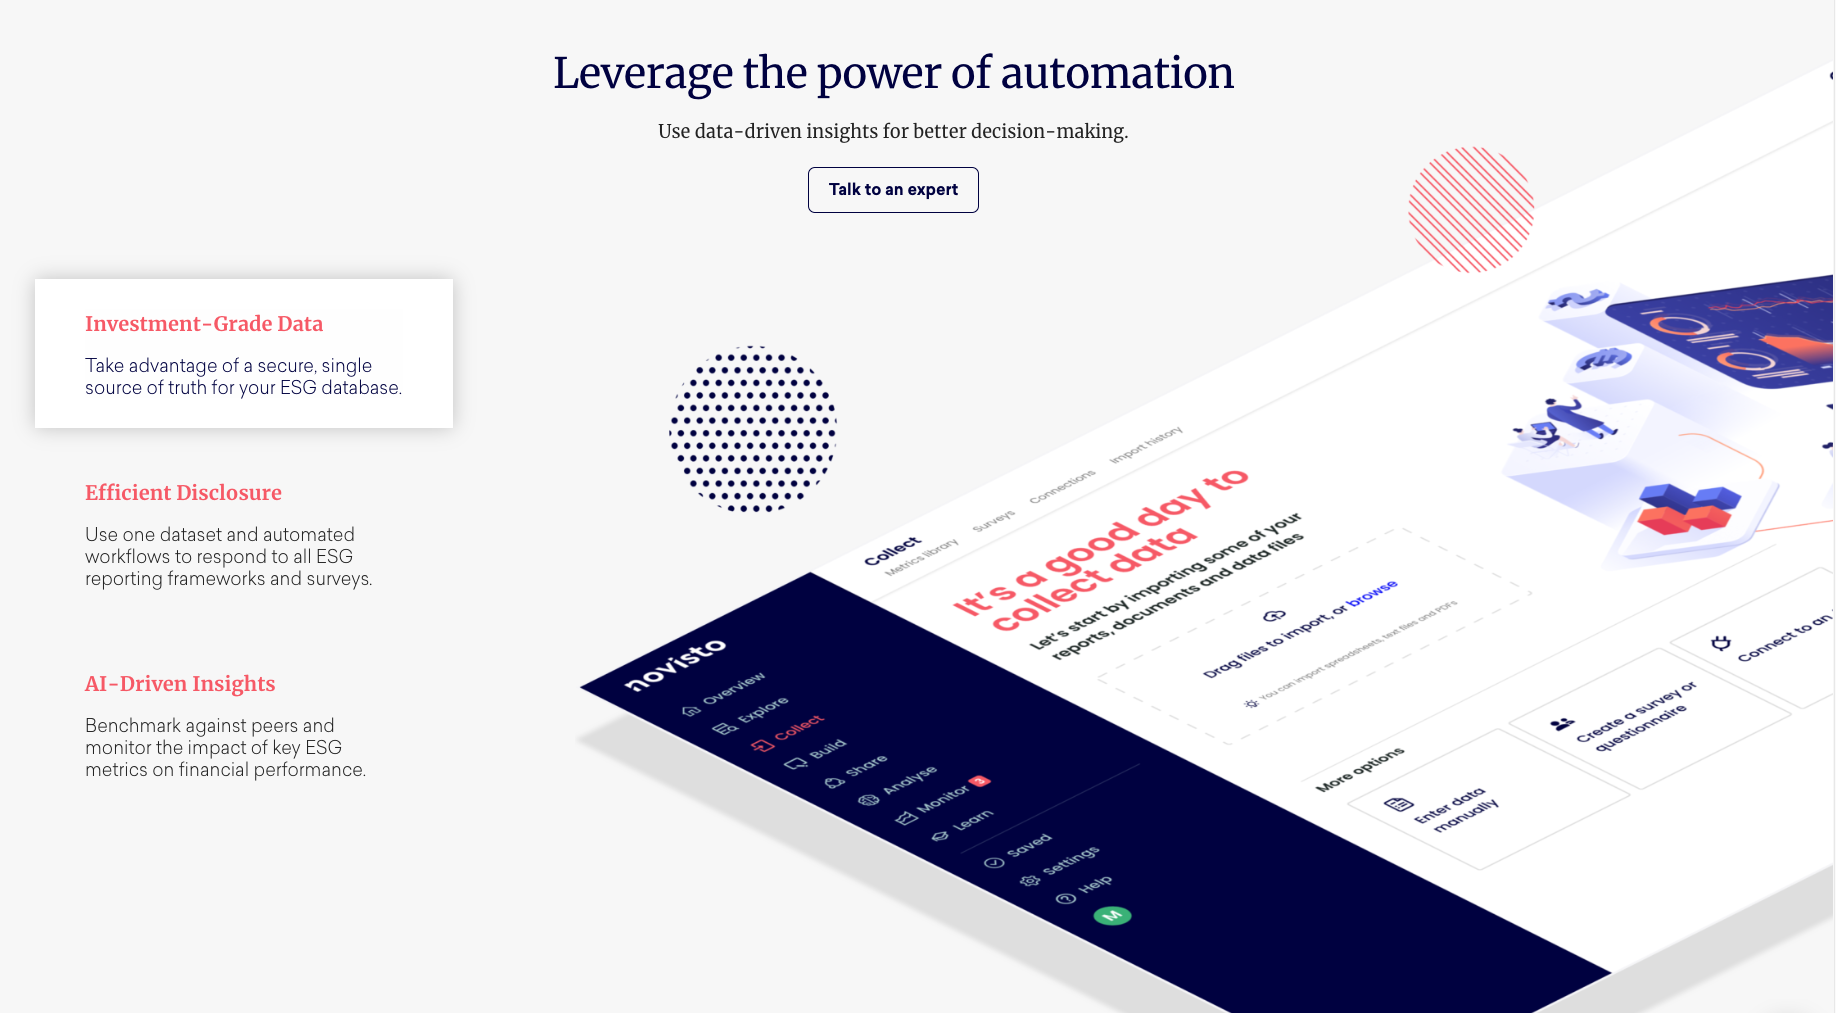 Leverage the power of automation
Use data-driven insights for better decision-making.
Talk to an expert
Investment-Grade Data
Take advantage of a secure, single
source of truth for your ESG database.
Efficient Disclosure
Use one dataset and automated
workflows to respond to all ESG
reporting frameworks and surveys.
AI-Driven Insights
Benchmark against peers and
monitor the impact of key ESG
metrics on financial performance.
novisto
Overview
Explore
Collect
Build
Share
Analyse
Monitor 3
Learn
Saved
Settings
Help
M
Collect
Metrics library Surveys Connections Import history
It's a good day to
collect data
Let's start by importing some of your
reports, documents and data files
Drag files to import, or browse
You can import spreadsheets, text files and PDFs
More options
Enter data
manually
Create a survey or
questionnaire
Connect to an